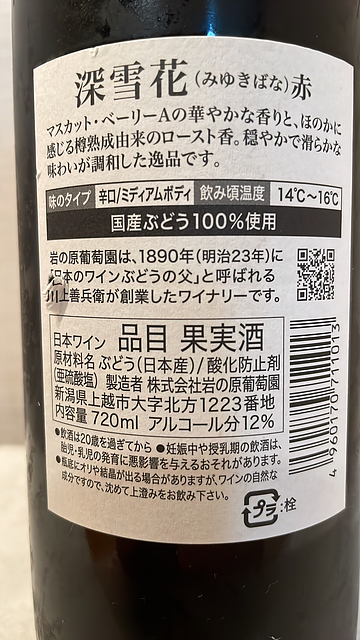 深雪花(みゆきばな)赤
マスカット・ベーリーAの華やかな香りと、ほのかに
感じる樽熟成由来のロースト香。穏やかで滑らかな
味わいが調和した逸品です。
味のタイプ 辛口/ミディアムボディ 飲み頃温度 14℃〜16℃
国産ぶどう100%使用
岩の原葡萄園は、1890年(明治23年)に
「日本のワインぶどうの父」と呼ばれる
川上善兵衛が創業したワイナリーです。
日本ワイン 品目 果実酒
原材料名 ぶどう(日本産)/酸化防止剤
(亜硫酸塩) 製造者 株式会社岩の原葡萄園
新潟県上越市大字北方1223番地
内容量 720ml アルコール分12%
●飲酒は20歳を過ぎてから ●妊娠中や授乳期の飲酒は、
胎児・乳児の発育に悪影響を与えるおそれがあります。
●瓶底にオリや結晶が出る場合がありますが、ワインの自然な
成分ですので、沈めて上澄みをお飲み下さい。
プラ:栓
4960170711013